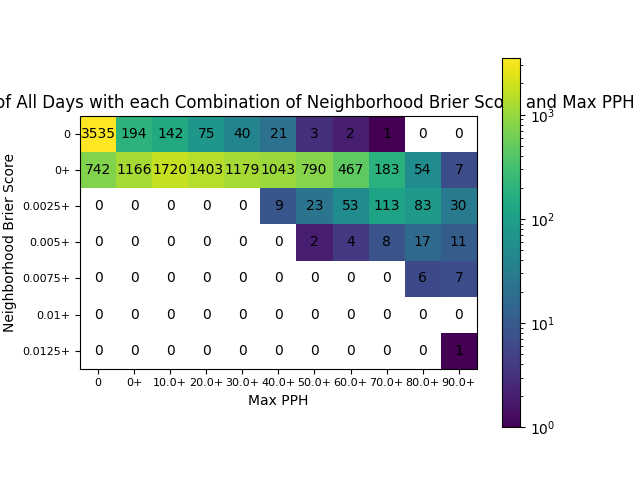 of All Days with each Combination of Neighborhood Brier Score and Max PPH
0 3535 194 142 75 40 21 3 2 1 0 0
0+ 742 1166 1720 1403 1179 1043 790 467 183 54 7
0.0025+ 0 0 0 0 0 9 23 53 113 83 30
0.005+ 0 0 0 0 0 0 2 4 8 17 11
0.0075+ 0 0 0 0 0 0 0 0 0 6 7
0.01+ 0 0 0 0 0 0 0 0 0 0 0
0.0125+ 0 0 0 0 0 0 0 0 0 0 1
0 0+ 10.0+ 20.0+ 30.0+ 40.0+ 50.0+ 60.0+ 70.0+ 80.0+ 90.0+
Max PPH
Neighborhood Brier Score
10³
10²
10¹
10⁰